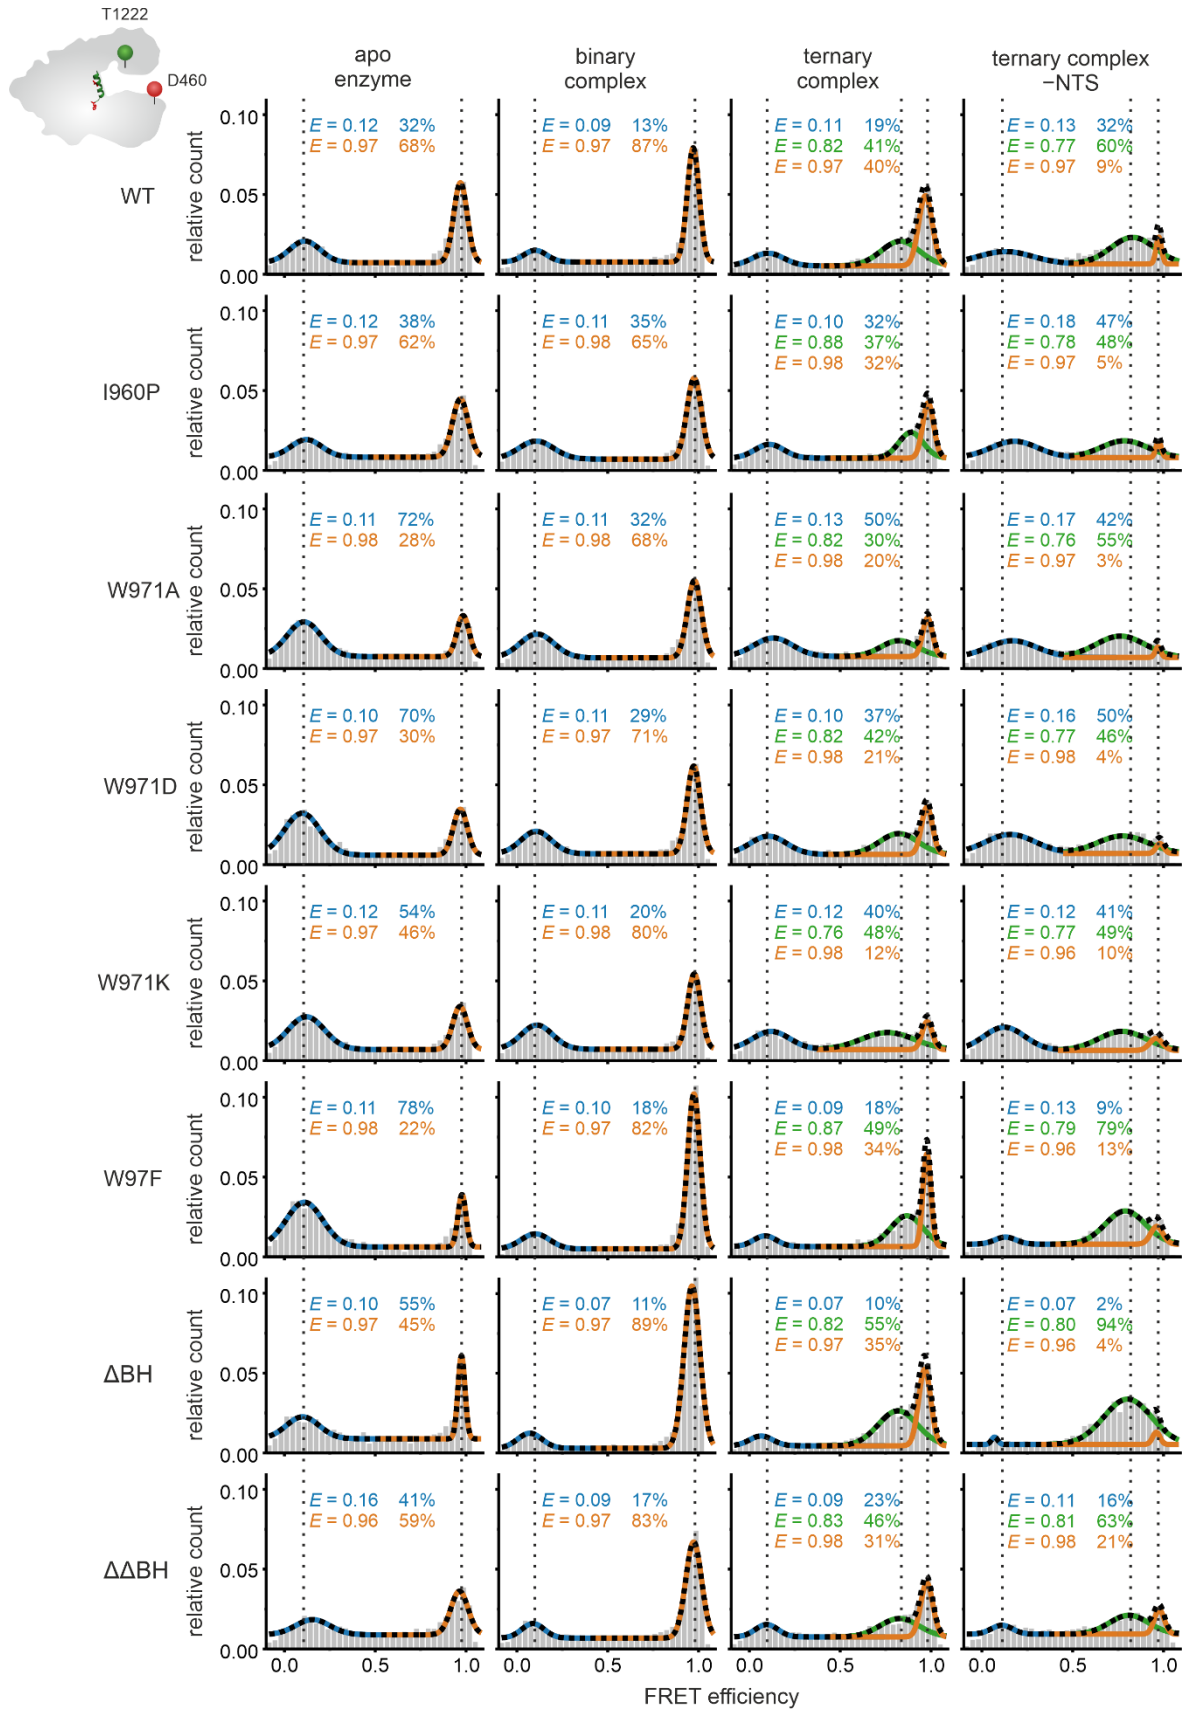 T1222
D460
apo
enzyme
binary
complex
ternary
complex
ternary complex
−NTS
WT
relative count
0.10
0.05
0.00
E = 0.12 32%
E = 0.97 68%
E = 0.09 13%
E = 0.97 87%
E = 0.11 19%
E = 0.82 41%
E = 0.97 40%
E = 0.13 32%
E = 0.77 60%
E = 0.97 9%
I960P
relative count
0.10
0.05
0.00
E = 0.12 38%
E = 0.97 62%
E = 0.11 35%
E = 0.98 65%
E = 0.10 32%
E = 0.88 37%
E = 0.98 32%
E = 0.18 47%
E = 0.78 48%
E = 0.97 5%
W971A
relative count
0.10
0.05
0.00
E = 0.11 72%
E = 0.98 28%
E = 0.11 32%
E = 0.98 68%
E = 0.13 50%
E = 0.82 30%
E = 0.98 20%
E = 0.17 42%
E = 0.76 55%
E = 0.97 3%
W971D
relative count
0.10
0.05
0.00
E = 0.10 70%
E = 0.97 30%
E = 0.11 29%
E = 0.97 71%
E = 0.10 37%
E = 0.82 42%
E = 0.98 21%
E = 0.16 50%
E = 0.77 46%
E = 0.98 4%
W971K
relative count
0.10
0.05
0.00
E = 0.12 54%
E = 0.97 46%
E = 0.11 20%
E = 0.98 80%
E = 0.12 40%
E = 0.76 48%
E = 0.98 12%
E = 0.12 41%
E = 0.77 49%
E = 0.96 10%
W97F
relative count
0.10
0.05
0.00
E = 0.11 78%
E = 0.98 22%
E = 0.10 18%
E = 0.97 82%
E = 0.09 18%
E = 0.87 49%
E = 0.98 34%
E = 0.13 9%
E = 0.79 79%
E = 0.96 13%
ΔBH
relative count
0.10
0.05
0.00
E = 0.10 55%
E = 0.97 45%
E = 0.07 11%
E = 0.97 89%
E = 0.07 10%
E = 0.82 55%
E = 0.97 35%
E = 0.07 2%
E = 0.80 94%
E = 0.96 4%
ΔΔBH
relative count
0.10
0.05
0.00
E = 0.16 41%
E = 0.96 59%
E = 0.09 17%
E = 0.97 83%
E = 0.09 23%
E = 0.83 46%
E = 0.98 31%
E = 0.11 16%
E = 0.81 63%
E = 0.98 21%
0.0 0.5 1.0 0.0 0.5 1.0 0.0 0.5 1.0 0.0 0.5 1.0
FRET efficiency